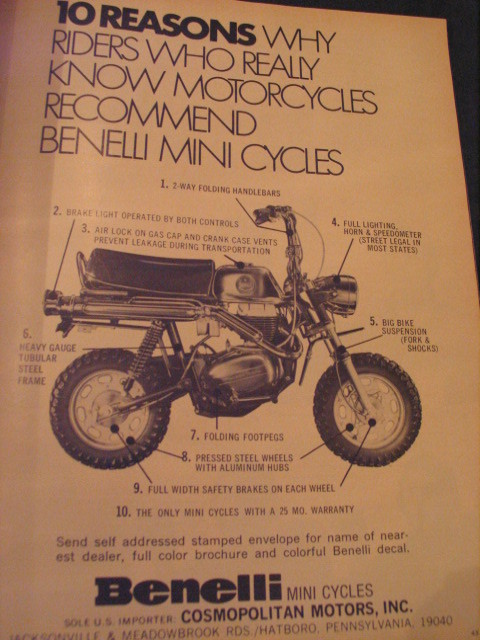 10 REASONS WHY
RIDERS WHO REALLY
KNOW MOTORCYCLES
RECOMMEND
BENELLI MINI CYCLES
1. 2-WAY FOLDING HANDLEBARS
2. BRAKE LIGHT OPERATED BY BOTH CONTROLS
3. AIR LOCK ON GAS CAP AND CRANK CASE VENTS
PREVENT LEAKAGE DURING TRANSPORTATION
4. FULL LIGHTING,
HORN & SPEEDOMETER
(STREET LEGAL IN
MOST STATES)
5. BIG BIKE
SUSPENSION
(FORK &
SHOCKS)
6.
HEAVY GAUGE
TUBULAR
STEEL
FRAME
7. FOLDING FOOTPEGS
8. PRESSED STEEL WHEELS
WITH ALUMINUM HUBS
9. FULL WIDTH SAFETY BRAKES ON EACH WHEEL
10. THE ONLY MINI CYCLES WITH A 25 MO. WARRANTY
Send self addressed stamped envelope for name of near-
est dealer, full color brochure and colorful Benelli decal.
Benelli MINI CYCLES
SOLE U.S. IMPORTER: COSMOPOLITAN MOTORS, INC.
JACKSONVILLE & MEADOWBROOK RDS./HATBORO, PENNSYLVANIA, 19040